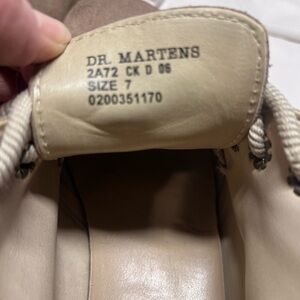 DR. MARTENS
2A72 CK D 06
SIZE 7
0200351170